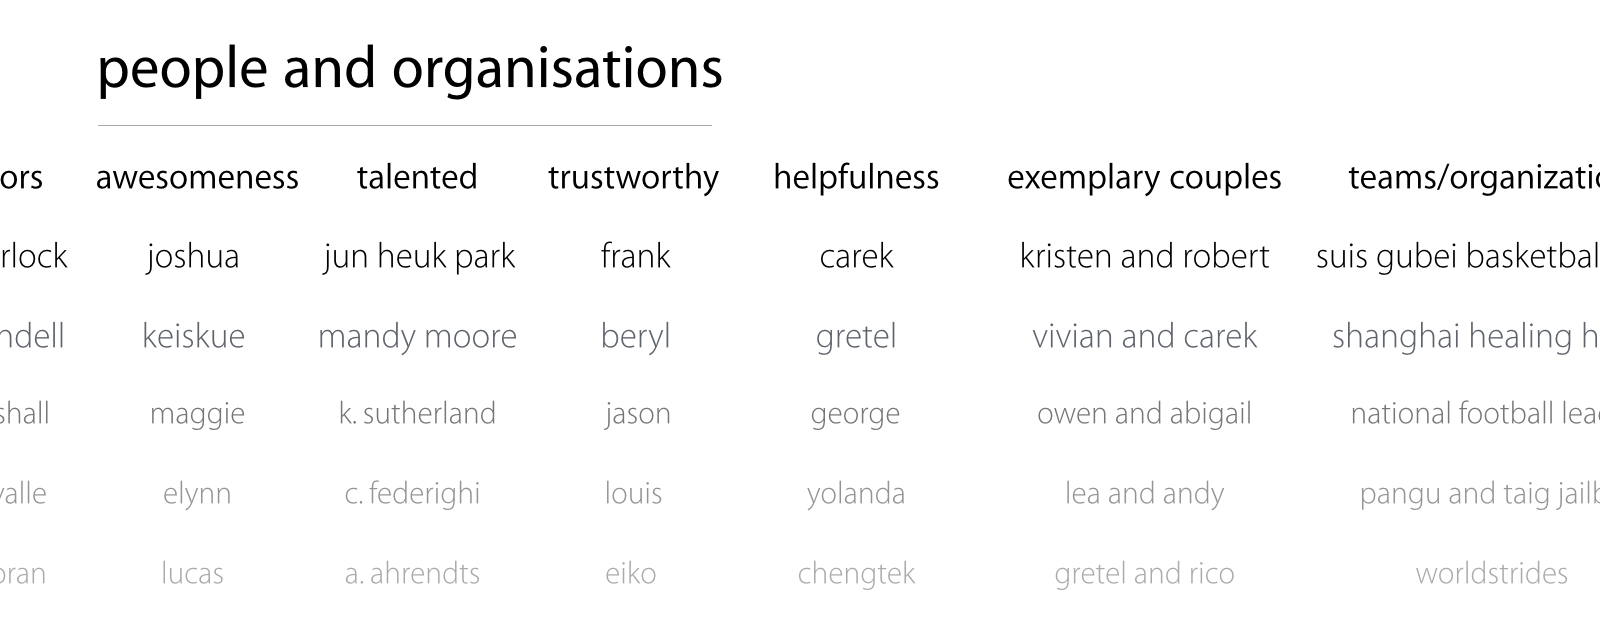 people and organisations
ors awesomeness talented trustworthy helpfulness exemplary couples teams/organizatio
rlock joshua jun heuk park frank carek kristen and robert suis gubei basketbal
ndell keiskue mandy moore beryl gretel vivian and carek shanghai healing h
shall maggie k. sutherland jason george owen and abigail national football lea
valle elynn c. federighi louis yolanda lea and andy pangu and taig jailb
oran lucas a. ahrendts eiko chengtek gretel and rico worldstrides